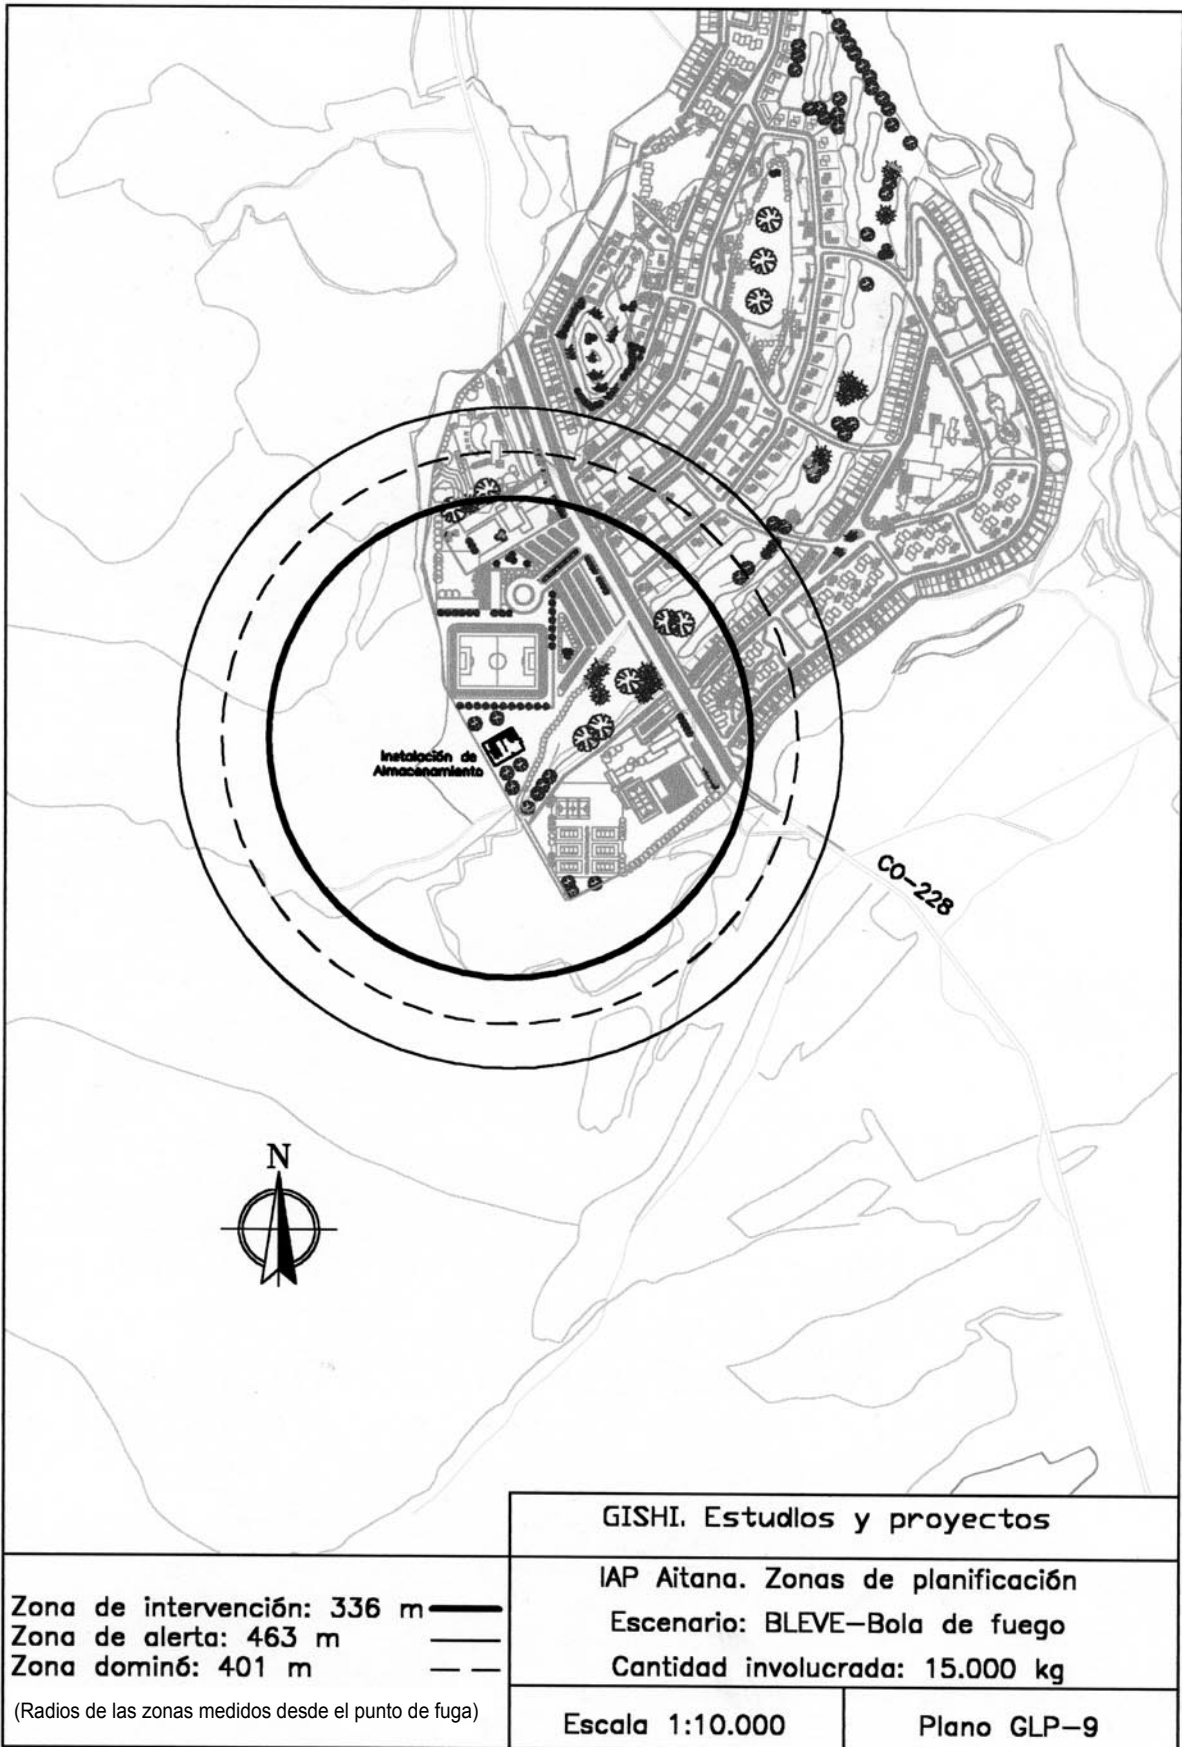 Instalación de
Almacenamiento
CO-228
N
GISHI. Estudios y proyectos
IAP Aitana. Zonas de planificación
Escenario: BLEVE-Bola de fuego
Cantidad involucrada: 15.000 kg
Escala 1:10.000
Plano GLP-9
Zona de intervención: 336 m
Zona de alerta: 463 m
Zona dominó: 401 m
(Radios de las zonas medidos desde el punto de fuga)